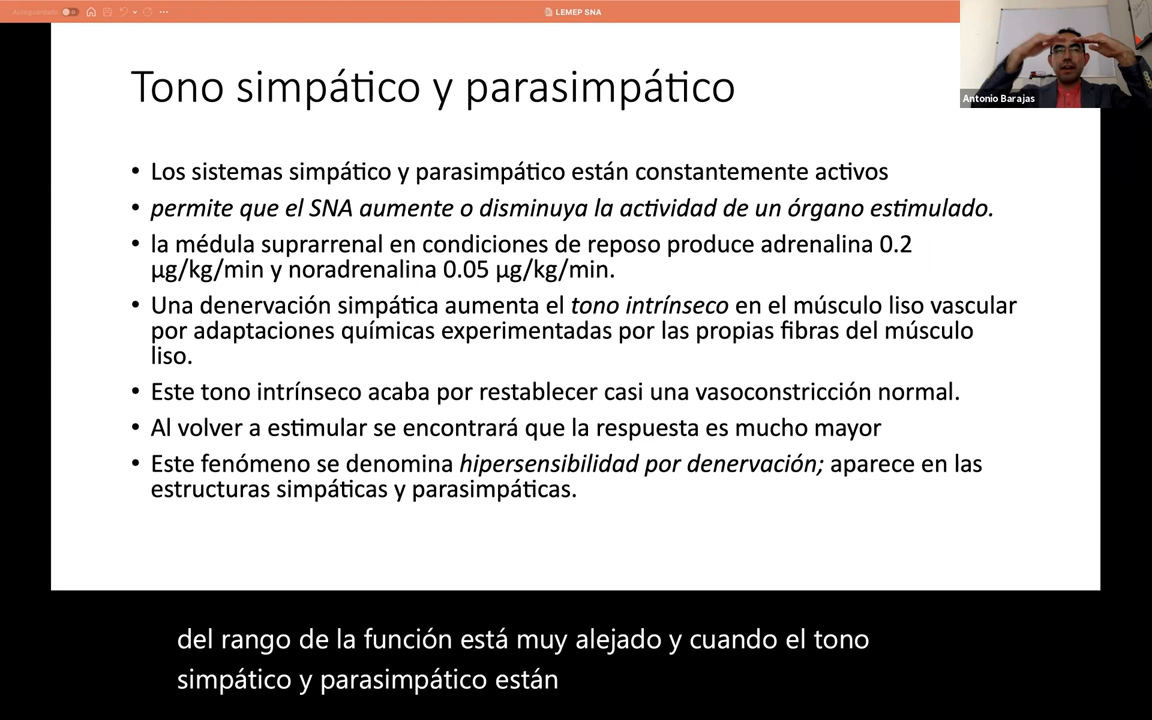 Autoguardado
LEMEP SNA
Antonio Barajas
Tono simpático y parasimpático
• Los sistemas simpático y parasimpático están constantemente activos
• permite que el SNA aumente o disminuya la actividad de un órgano estimulado.
• la médula suprarrenal en condiciones de reposo produce adrenalina 0.2
µg/kg/min y noradrenalina 0.05 µg/kg/min.
• Una denervación simpática aumenta el tono intrínseco en el músculo liso vascular
por adaptaciones químicas experimentadas por las propias fibras del músculo
liso.
• Este tono intrínseco acaba por restablecer casi una vasoconstricción normal.
• Al volver a estimular se encontrará que la respuesta es mucho mayor
• Este fenómeno se denomina hipersensibilidad por denervación; aparece en las
estructuras simpáticas y parasimpáticas.
del rango de la función está muy alejado y cuando el tono
simpático y parasimpático están